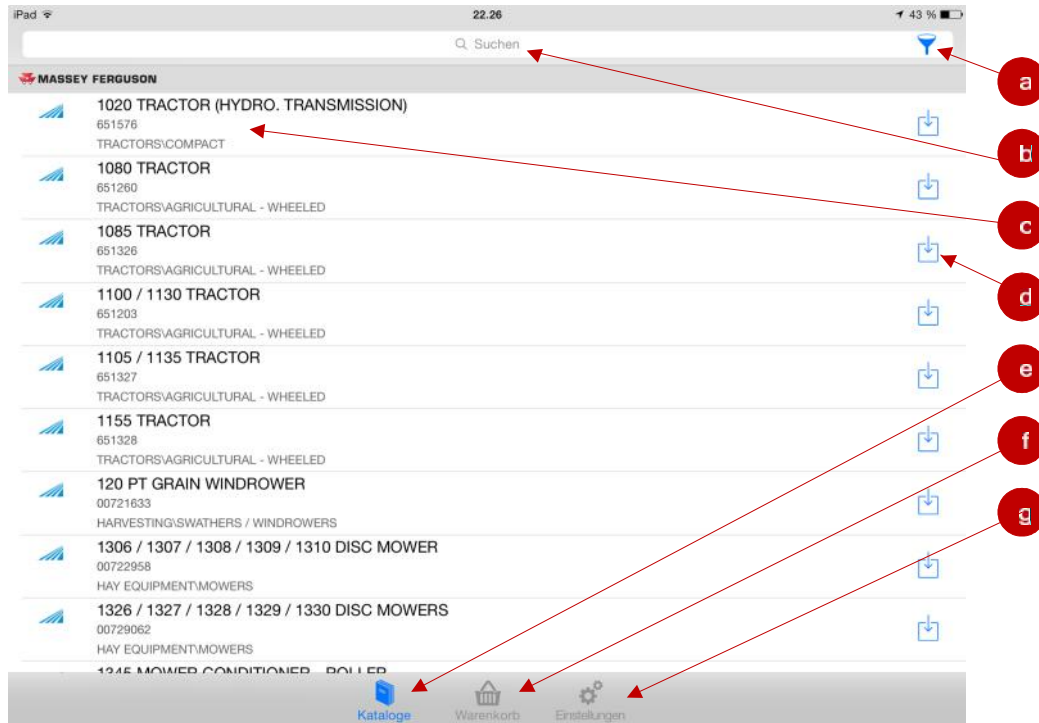 iPad 22.26 43 %
Suchen
MASSEY FERGUSON
a
1020 TRACTOR (HYDRO. TRANSMISSION)
651576
TRACTORS\COMPACT
b
1080 TRACTOR
651260
TRACTORS\AGRICULTURAL - WHEELED
1085 TRACTOR
c
651326
TRACTORS\AGRICULTURAL - WHEELED
1100 / 1130 TRACTOR
d
651203
TRACTORS\AGRICULTURAL - WHEELED
1105 / 1135 TRACTOR
e
651327
TRACTORS\AGRICULTURAL - WHEELED
1155 TRACTOR
f
651328
TRACTORS\AGRICULTURAL - WHEELED
120 PT GRAIN WINDROWER
00721633
g
HARVESTING\SWATHERS / WINDROWERS
1306 / 1307 / 1308 / 1309 / 1310 DISC MOWER
00722958
HAY EQUIPMENT\MOWERS
1326 / 1327 / 1328 / 1329 / 1330 DISC MOWERS
00729062
HAY EQUIPMENT\MOWERS
1345 MOWER CONDITIONER - ROLLER
Kataloge Warenkorb Einstellungen